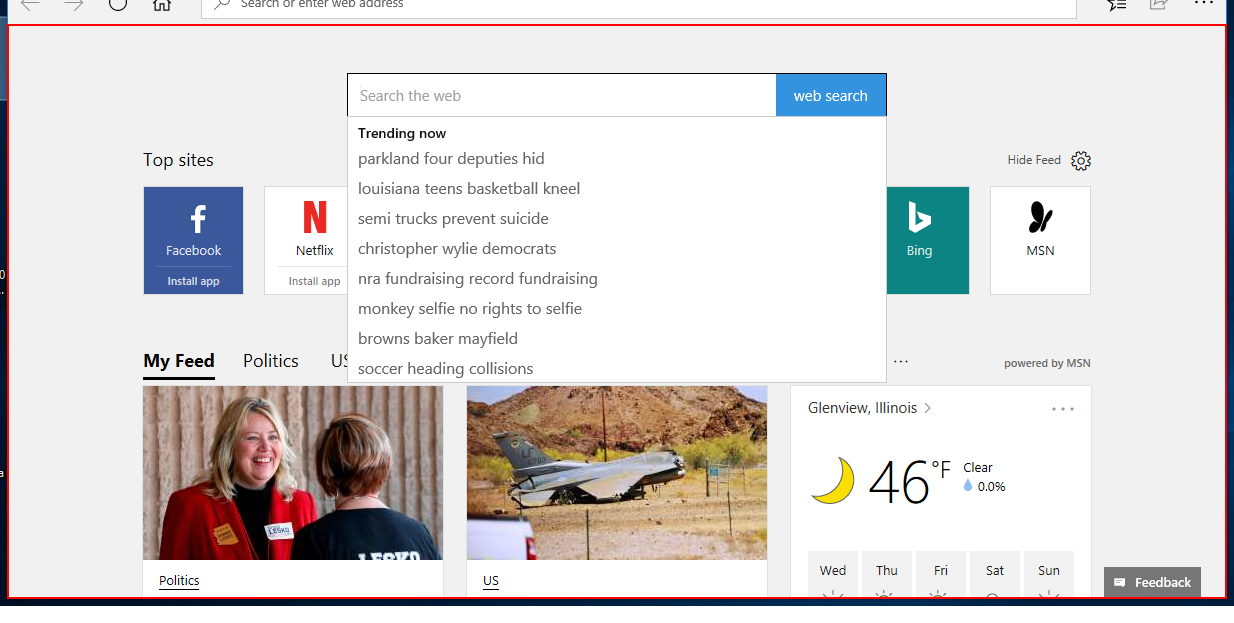 Search or enter web address
Search the web
web search
Trending now
parkland four deputies hid
louisiana teens basketball kneel
semi trucks prevent suicide
christopher wylie democrats
nra fundraising record fundraising
monkey selfie no rights to selfie
browns baker mayfield
soccer heading collisions
Top sites
Hide Feed
Facebook
Install app
Netflix
Install app
Bing
MSN
My Feed
Politics
US
powered by MSN
LESKO
LESKO
Politics
US
Glenview, Illinois
46°F
Clear
0.0%
Wed
Thu
Fri
Sat
Sun
Feedback